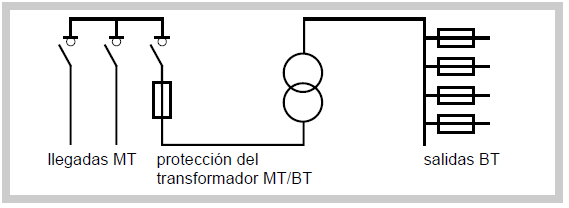 llegadas MT
protección del
transformador MT/BT
salidas BT